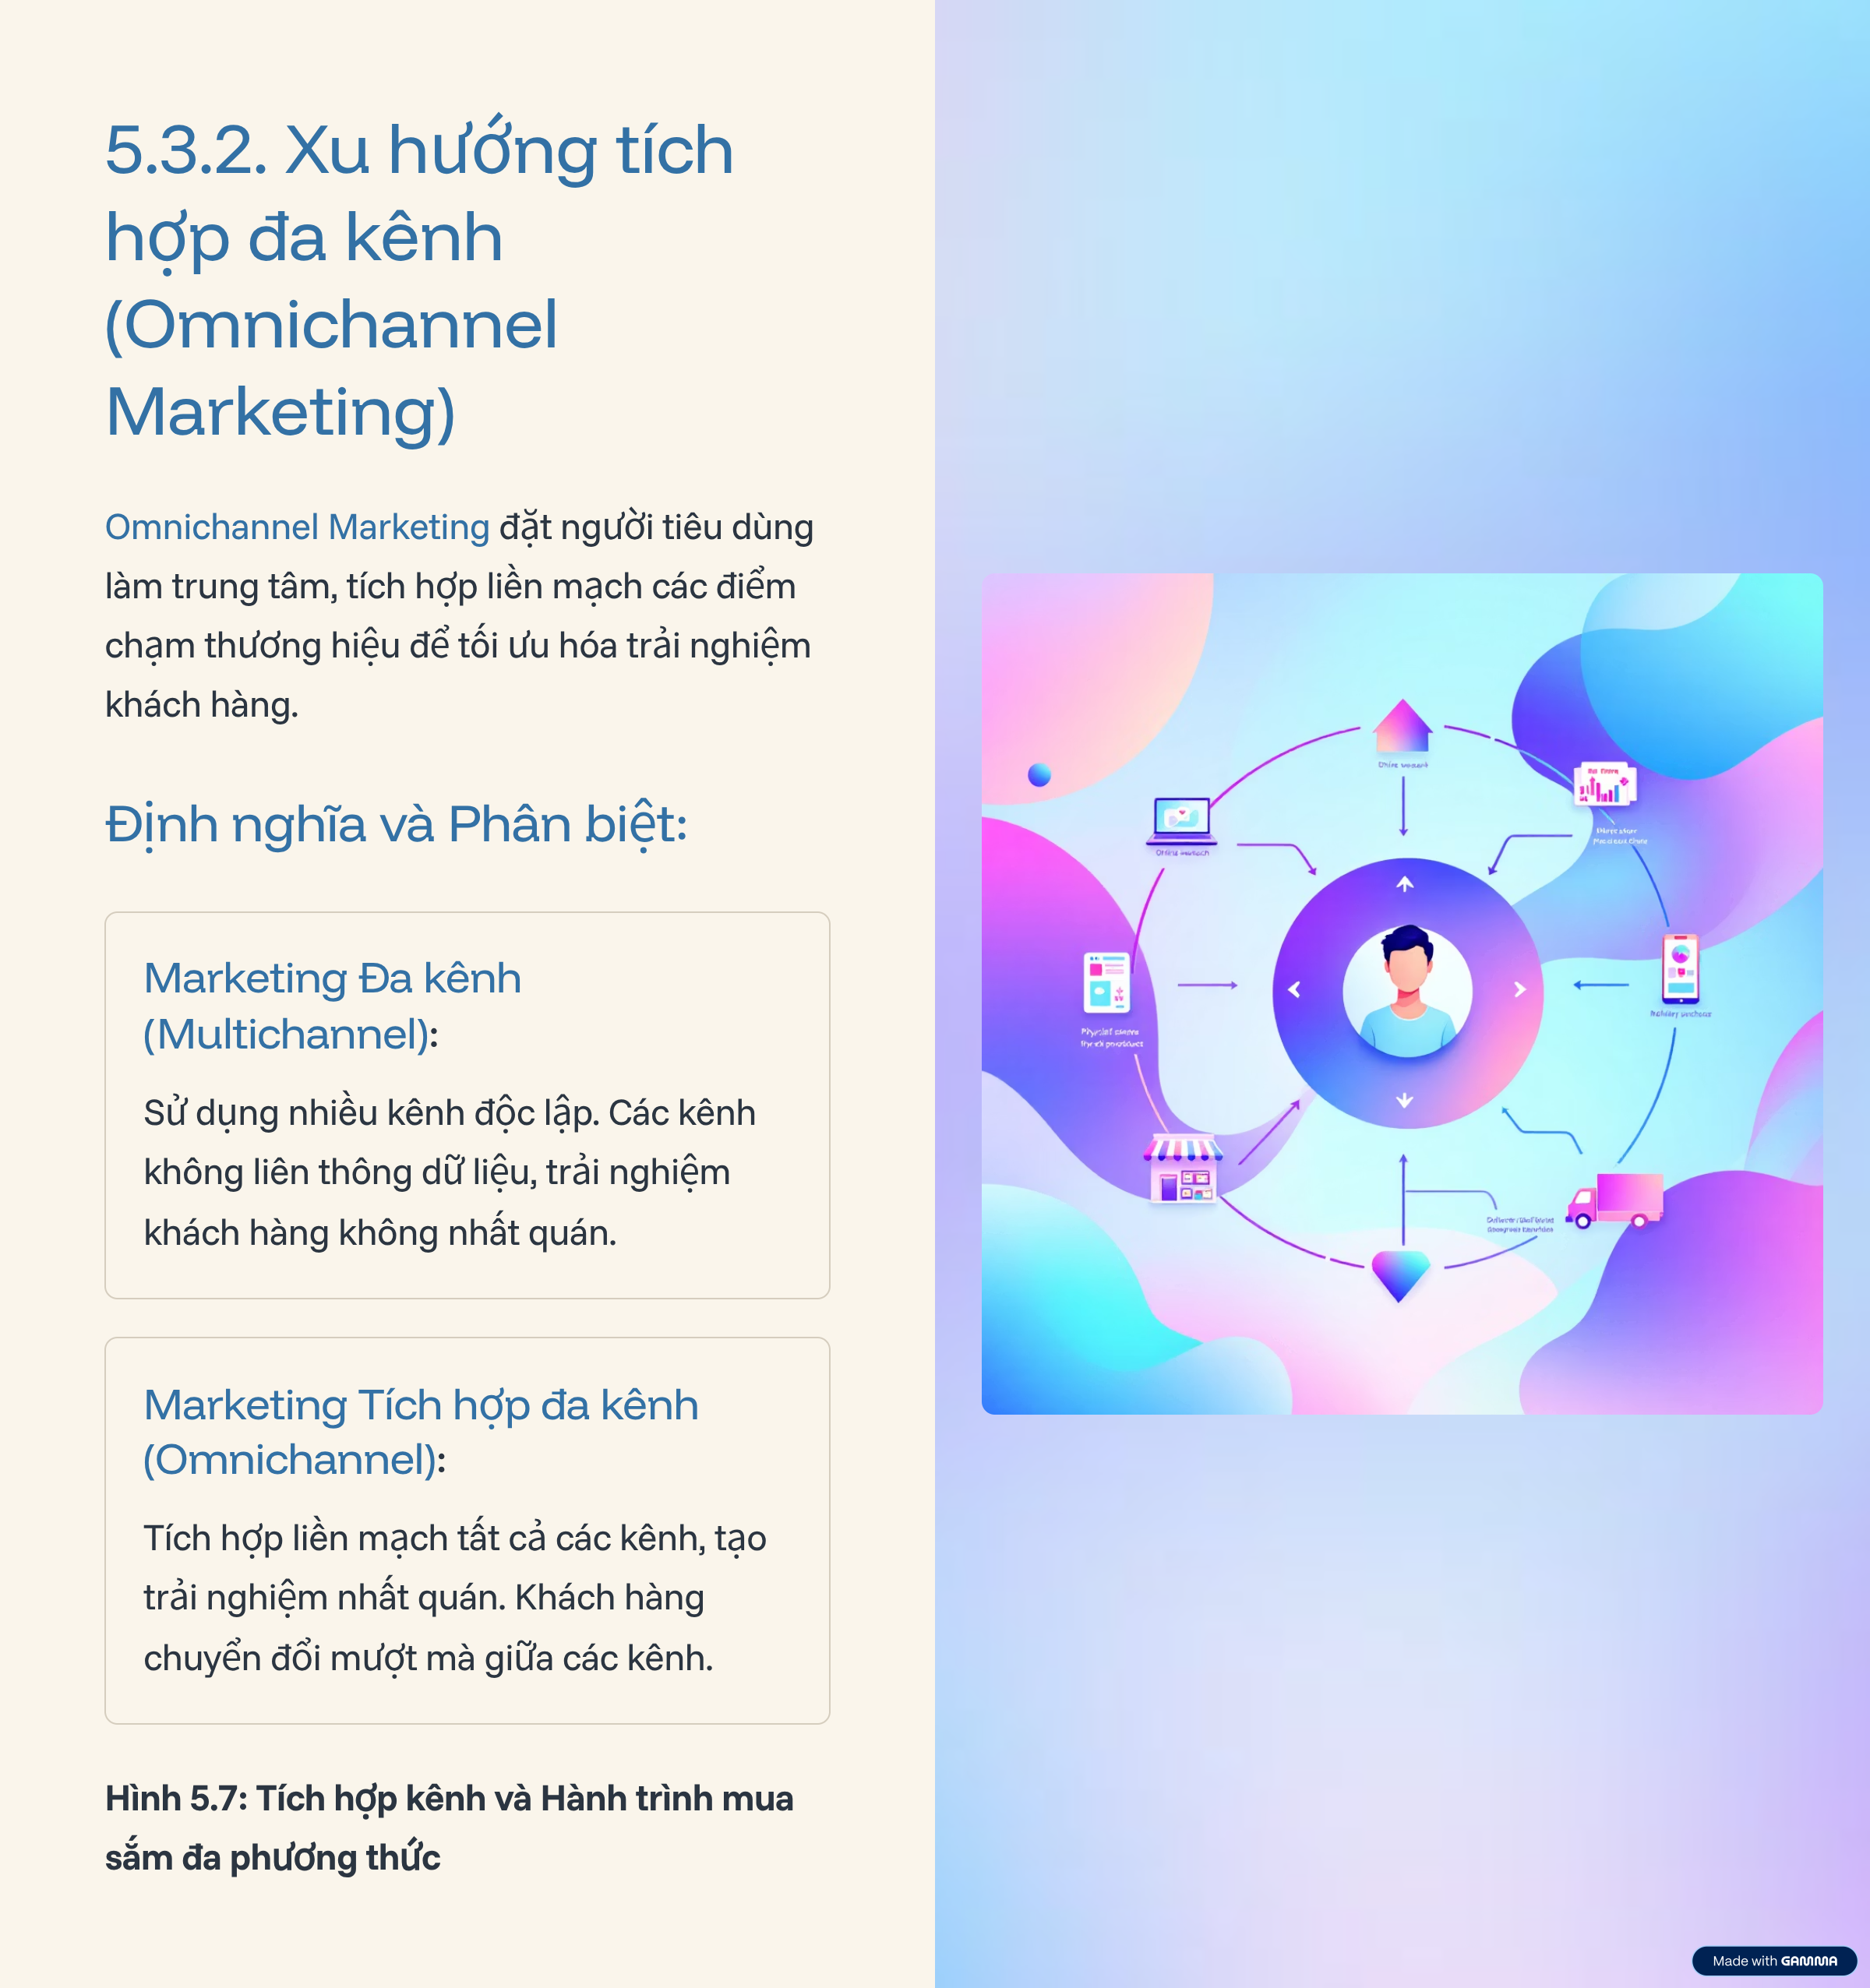 5.3.2. Xu hướng tích
hợp đa kênh
(Omnichannel
Marketing)
Omnichannel Marketing đặt người tiêu dùng
làm trung tâm, tích hợp liền mạch các điểm
chạm thương hiệu để tối ưu hóa trải nghiệm
khách hàng.
Định nghĩa và Phân biệt:
Marketing Đa kênh
(Multichannel):
Sử dụng nhiều kênh độc lập. Các kênh
không liên thông dữ liệu, trải nghiệm
khách hàng không nhất quán.
Marketing Tích hợp đa kênh
(Omnichannel):
Tích hợp liền mạch tất cả các kênh, tạo
trải nghiệm nhất quán. Khách hàng
chuyển đổi mượt mà giữa các kênh.
Hình 5.7: Tích hợp kênh và Hành trình mua
sắm đa phương thức
Made with GAMMA